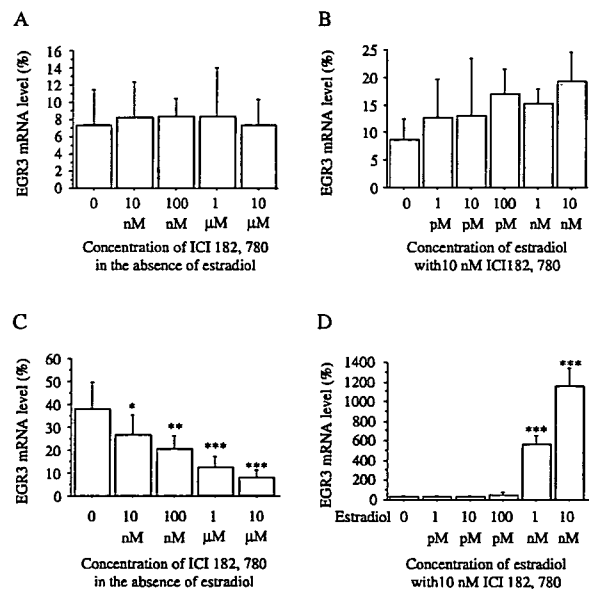 A
EGR3 mRNA level (%)
16
14
12
10
8
6
4
2
0
0 10 100 1 10
nM nM μM μM
Concentration of ICI 182, 780
in the absence of estradiol
B
EGR3 mRNA level (%)
25
20
15
10
5
0
0 1 10 100 1 10
pM pM pM nM nM
Concentration of estradiol
with10 nM ICI182, 780
C
EGR3 mRNA level (%)
60
50
40
30
20
10
0
* ** *** ***
0 10 100 1 10
nM nM μM μM
Concentration of ICI 182, 780
in the absence of estradiol
D
EGR3 mRNA level (%)
1400
1200
1000
800
600
400
200
0
***
***
Estradiol 0 1 10 100 1 10
pM pM pM nM nM
Concentration of estradiol
with10 nM ICI 182, 780